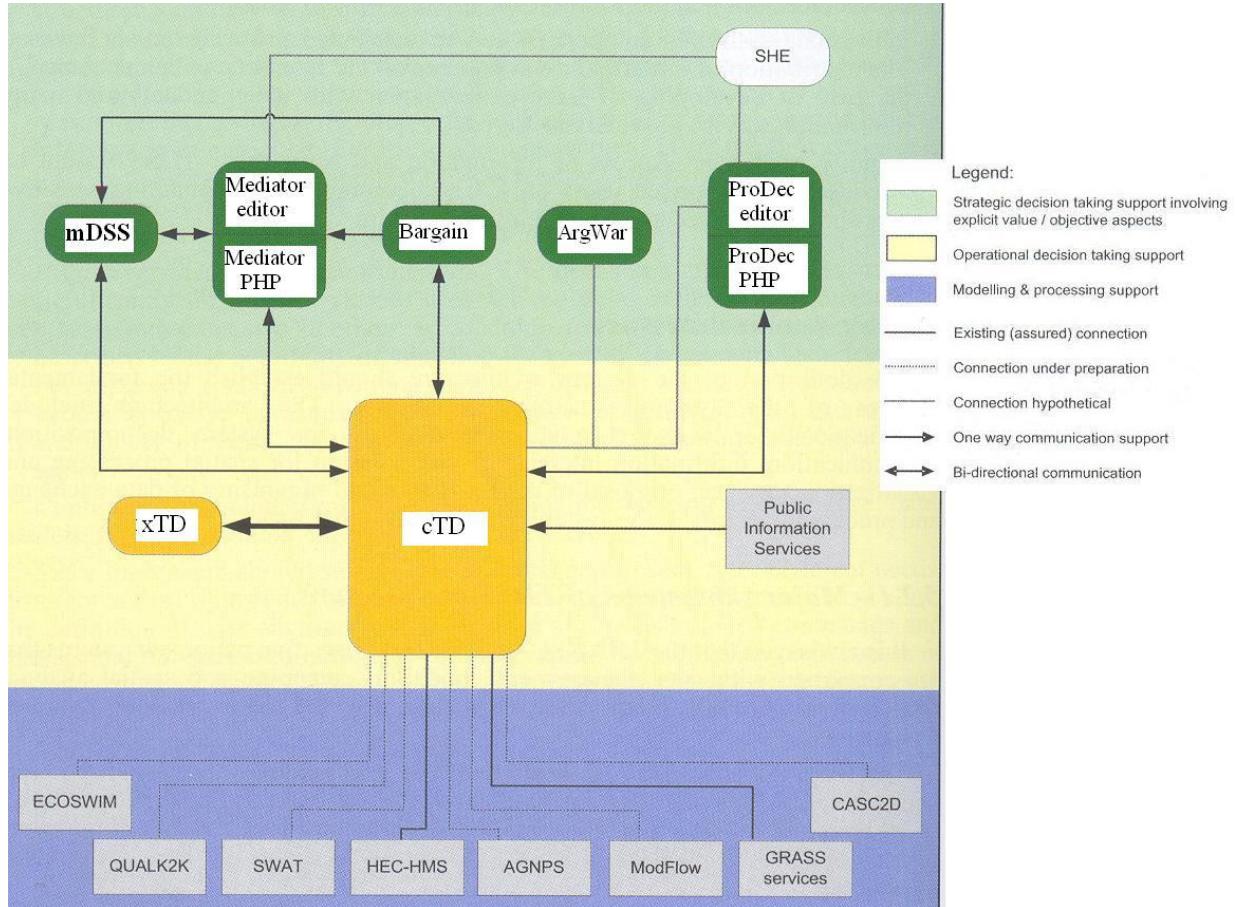 SHE
Mediator
editor
Mediator
PHP
mDSS
Bargain
ArgWar
ProDec
editor
ProDec
PHP
xTD
cTD
Public
Information
Services
ECOSWIM
QUALK2K
SWAT
HEC-HMS
AGNPS
ModFlow
GRASS
services
CASC2D
Legend:
Strategic decision taking support involving
explicit value / objective aspects
Operational decision taking support
Modelling & processing support
Existing (assured) connection
Connection under preparation
Connection hypothetical
One way communication support
Bi-directional communication